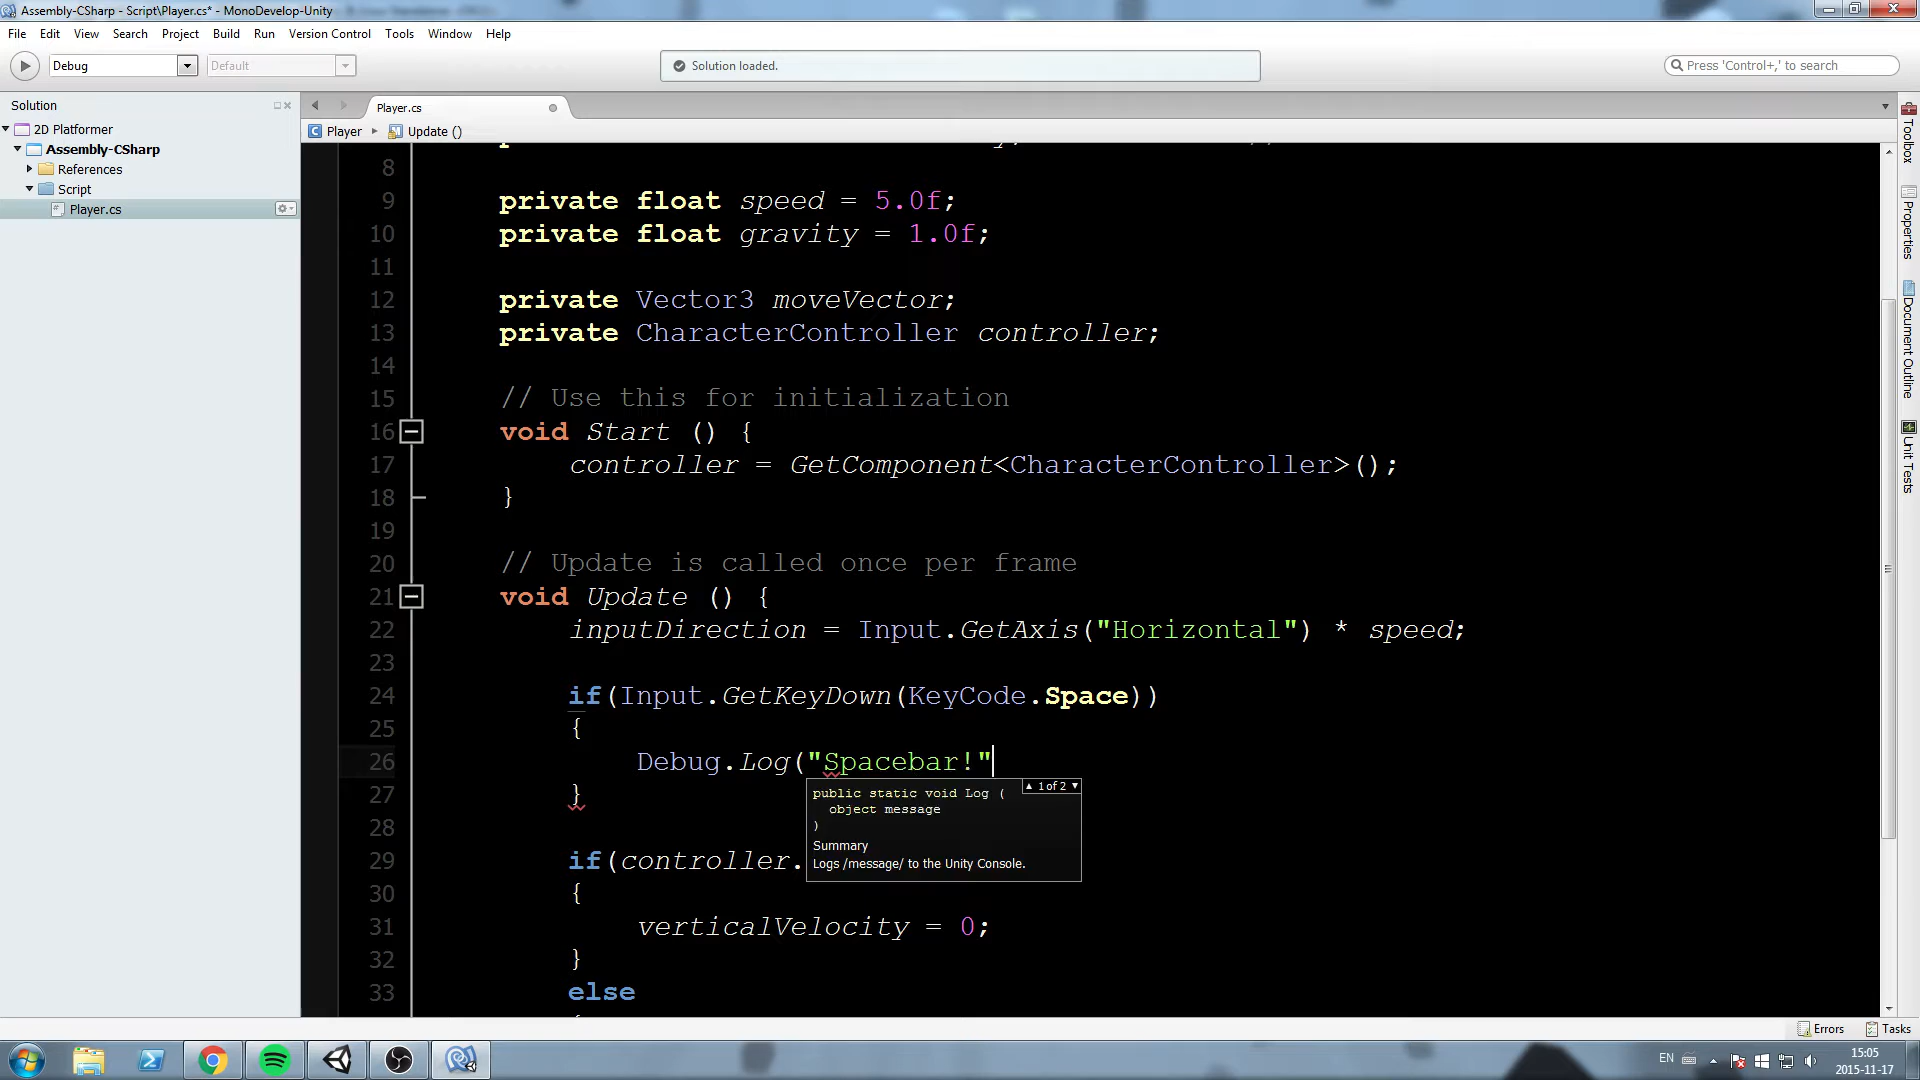 Assembly-CSharp - Script\Player.cs* - MonoDevelop-Unity
File Edit View Search Project Build Run Version Control Tools Window Help
Debug Default Solution loaded. Press 'Control+,' to search
Solution
2D Platformer
Assembly-CSharp
References
Script
Player.cs
Player.cs
Player Update ()
8
9 private float speed = 5.0f;
10 private float gravity = 1.0f;
11
12 private Vector3 moveVector;
13 private CharacterController controller;
14
15 // Use this for initialization
16 void Start () {
17 controller = GetComponent<CharacterController>();
18 }
19
20 // Update is called once per frame
21 void Update () {
22 inputDirection = Input.GetAxis("Horizontal") * speed;
23
24 if(Input.GetKeyDown(KeyCode.Space))
25 {
26 Debug.Log("Spacebar!"
27 }
28
29 if(controller.
30 {
31 verticalVelocity = 0;
32 }
33 else
{
1 of 2
public static void Log (
object message
)
Summary
Logs /message/ to the Unity Console.
Toolbox
Properties
Document Outline
Unit Tests
Errors Tasks
EN
15:05
2015-11-17